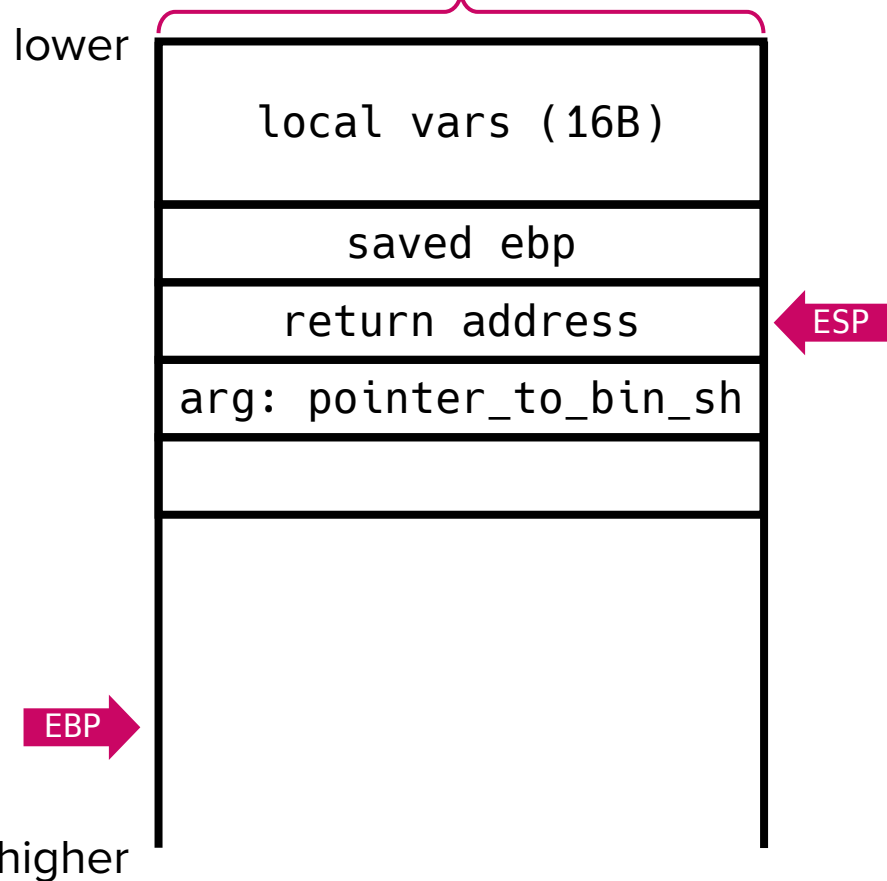 lower
local vars (16B)
saved ebp
return address
ESP
arg: pointer_to_bin_sh
EBP
higher